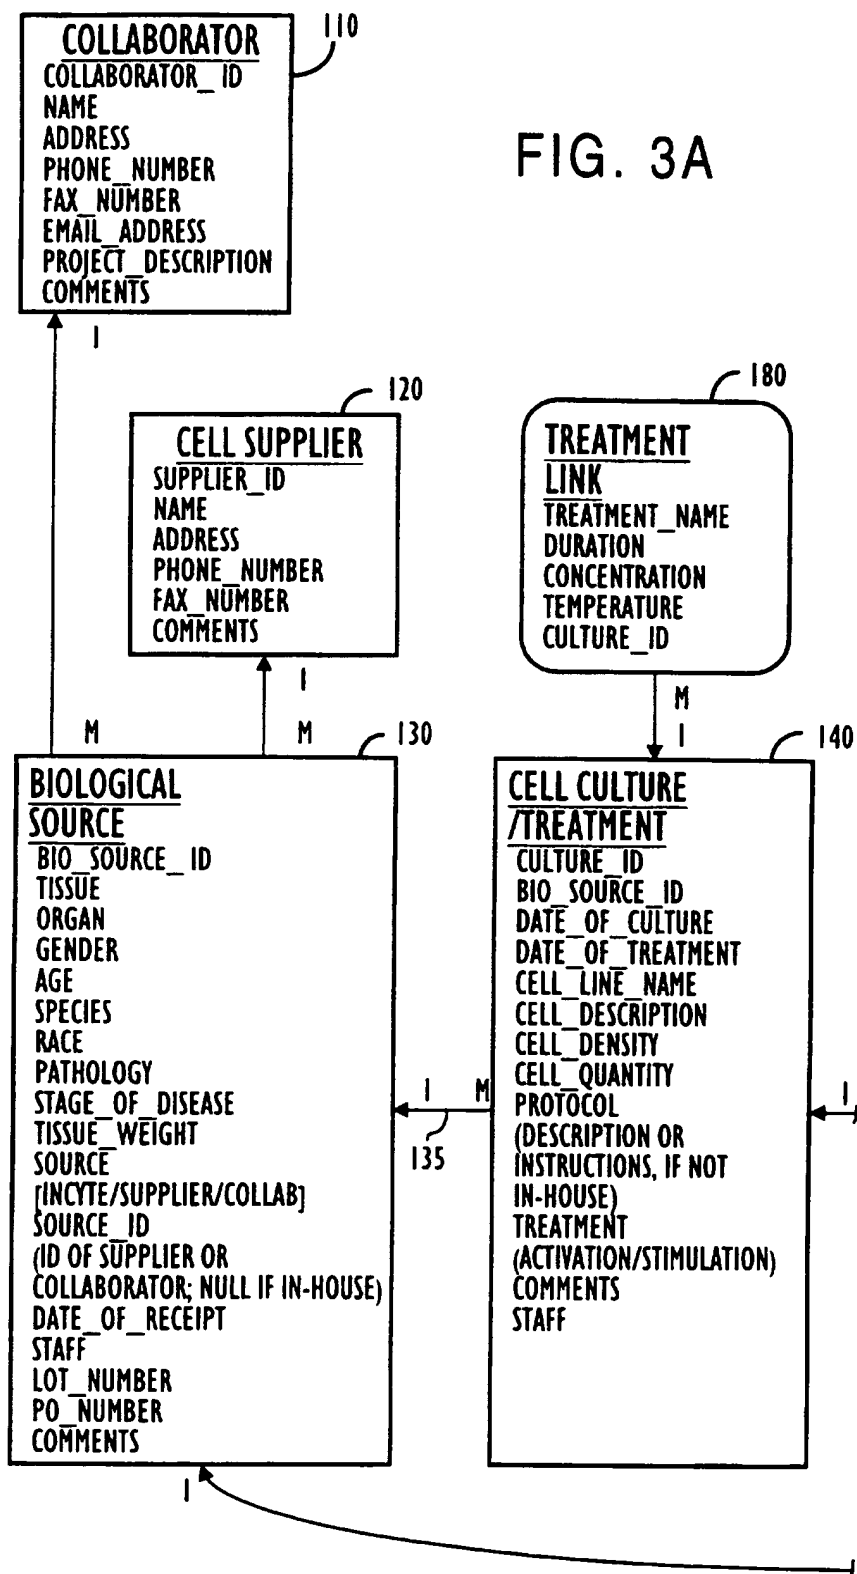 110
COLLABORATOR
COLLABORATOR_ID
NAME
ADDRESS
PHONE_NUMBER
FAX_NUMBER
EMAIL_ADDRESS
PROJECT_DESCRIPTION
COMMENTS
FIG. 3A
1
120
CELL SUPPLIER
SUPPLIER_ID
NAME
ADDRESS
PHONE_NUMBER
FAX_NUMBER
COMMENTS
1
180
TREATMENT
LINK
TREATMENT_NAME
DURATION
CONCENTRATION
TEMPERATURE
CULTURE_ID
M
1
M
M
130
BIOLOGICAL
SOURCE
BIO_SOURCE_ID
TISSUE
ORGAN
GENDER
AGE
SPECIES
RACE
PATHOLOGY
STAGE_OF_DISEASE
TISSUE_WEIGHT
SOURCE
[INCYTE/SUPPLIER/COLLAB]
SOURCE_ID
(ID OF SUPPLIER OR
COLLABORATOR; NULL IF IN-HOUSE)
DATE_OF_RECEIPT
STAFF
LOT_NUMBER
PO_NUMBER
COMMENTS
1
1 M
135
140
CELL CULTURE
/TREATMENT
CULTURE_ID
BIO_SOURCE_ID
DATE_OF_CULTURE
DATE_OF_TREATMENT
CELL_LINE_NAME
CELL_DESCRIPTION
CELL_DENSITY
CELL_QUANTITY
PROTOCOL
(DESCRIPTION OR
INSTRUCTIONS, IF NOT
IN-HOUSE)
TREATMENT
(ACTIVATION/STIMULATION)
COMMENTS
STAFF
1